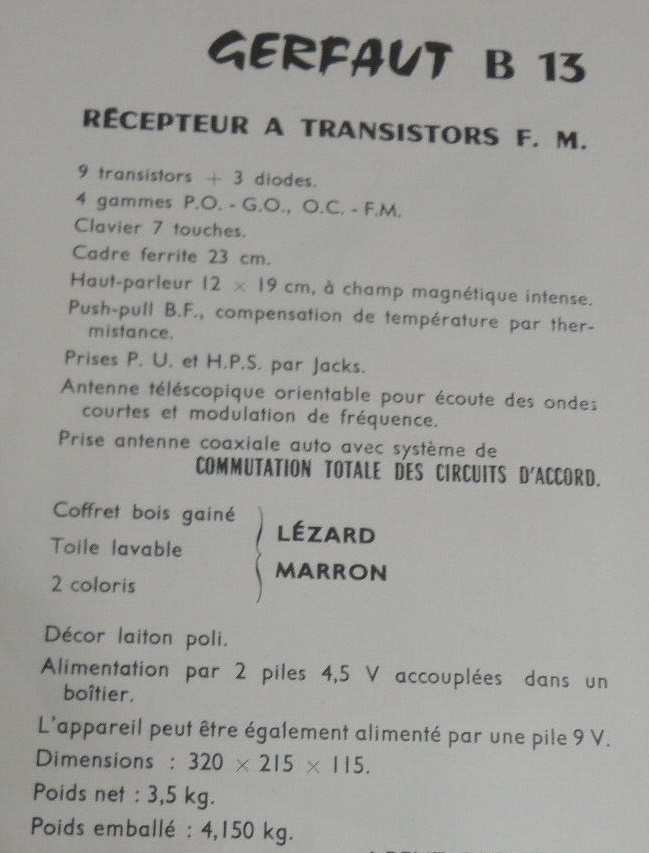 GERFAUT B 13
RÉCEPTEUR A TRANSISTORS F. M.
9 transistors + 3 diodes.
4 gammes P.O. - G.O., O.C. - F.M.
Clavier 7 touches.
Cadre ferrite 23 cm.
Haut-parleur 12 × 19 cm, à champ magnétique intense.
Push-pull B.F., compensation de température par ther-
mistance.
Prises P. U. et H.P.S. par Jacks.
Antenne téléscopique orientable pour écoute des ondes
courtes et modulation de fréquence.
Prise antenne coaxiale auto avec système de
COMMUTATION TOTALE DES CIRCUITS D'ACCORD.
Coffret bois gainé
Toile lavable
2 coloris
LÉZARD
MARRON
Décor laiton poli.
Alimentation par 2 piles 4,5 V accouplées dans un
boîtier.
L'appareil peut être également alimenté par une pile 9 V.
Dimensions : 320 × 215 × 115.
Poids net : 3,5 kg.
Poids emballé : 4,150 kg.